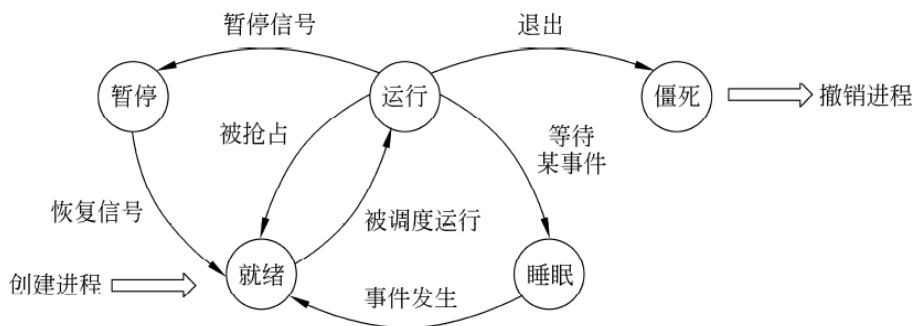 暂停信号
退出
暂停
运行
僵死
撤销进程
被抢占
等待
某事件
恢复信号
被调度运行
就绪
睡眠
创建进程
事件发生